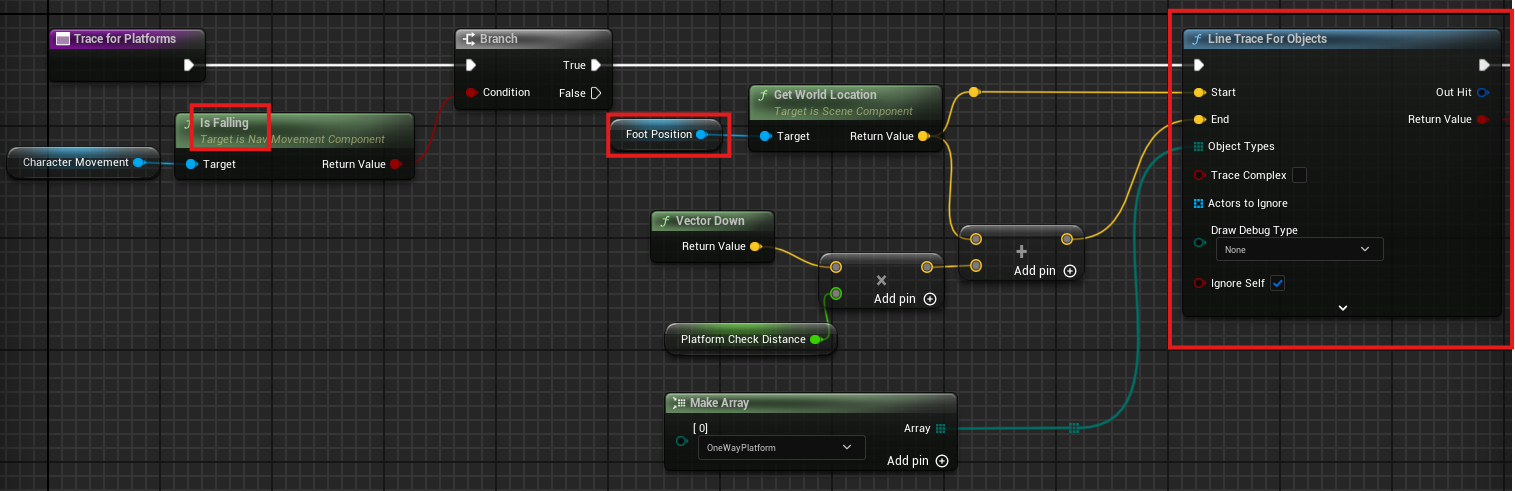 Trace for Platforms
Branch
True
Condition
False
Is Falling
Target is Nav Movement Component
Character Movement
Target
Return Value
Foot Position
Get World Location
Target is Scene Component
Target
Return Value
Vector Down
Return Value
Add pin
Add pin
Platform Check Distance
Make Array
[ 0]
Array
OneWayPlatform
Add pin
Line Trace For Objects
Start
Out Hit
End
Return Value
Object Types
Trace Complex
Actors to Ignore
Draw Debug Type
None
Ignore Self